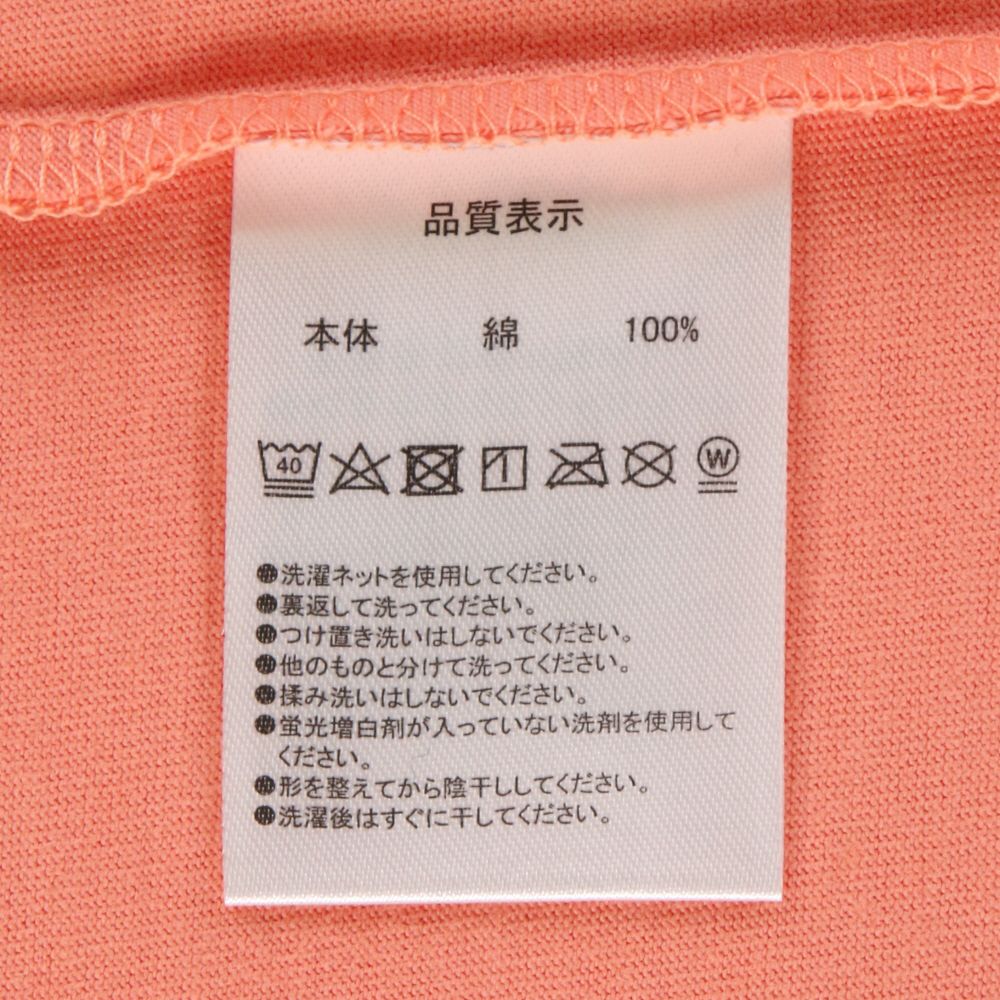 品質表示
本体 綿 100%
40 W
●洗濯ネットを使用してください。
●裏返して洗ってください。
●つけ置き洗いはしないでください。
●他のものと分けて洗ってください。
●揉み洗いはしないでください。
●蛍光増白剤が入っていない洗剤を使用して
ください。
●形を整えてから陰干ししてください。
●洗濯後はすぐに干してください。